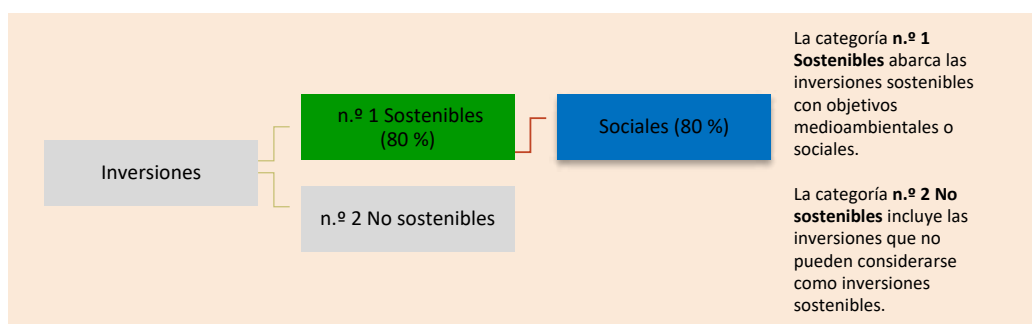 Inversiones
n.º 1 Sostenibles
(80 %)
Sociales (80 %)
n.º 2 No sostenibles
La categoría n.º 1
Sostenibles abarca las
inversiones sostenibles
con objetivos
medioambientales o
sociales.
La categoría n.º 2 No
sostenibles incluye las
inversiones que no
pueden considerarse
como inversiones
sostenibles.